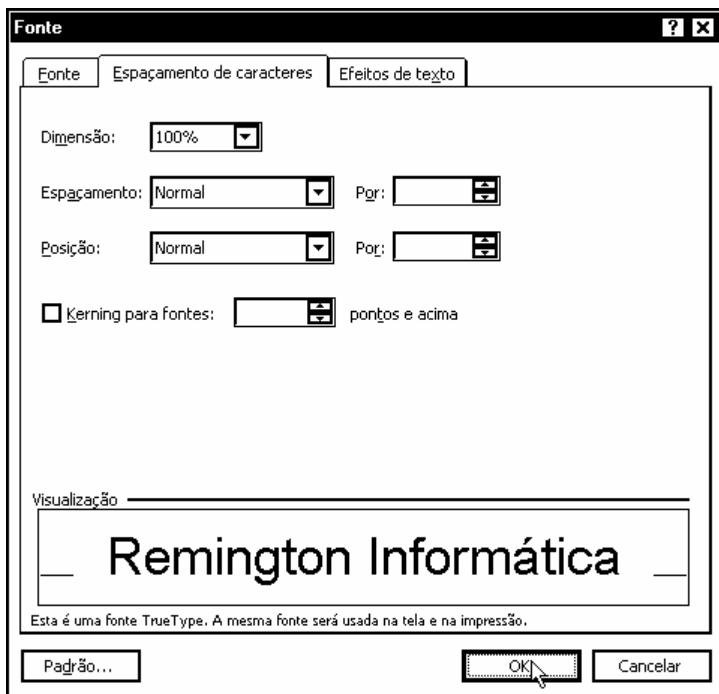 Fonte
Fonte Espaçamento de caracteres Efeitos de texto
Dimensão: 100%
Espaçamento: Normal Por:
Posição: Normal Por:
Kerning para fontes: pontos e acima
Visualização
Remington Informática
Esta é uma fonte TrueType. A mesma fonte será usada na tela e na impressão.
Padrão... OK Cancelar